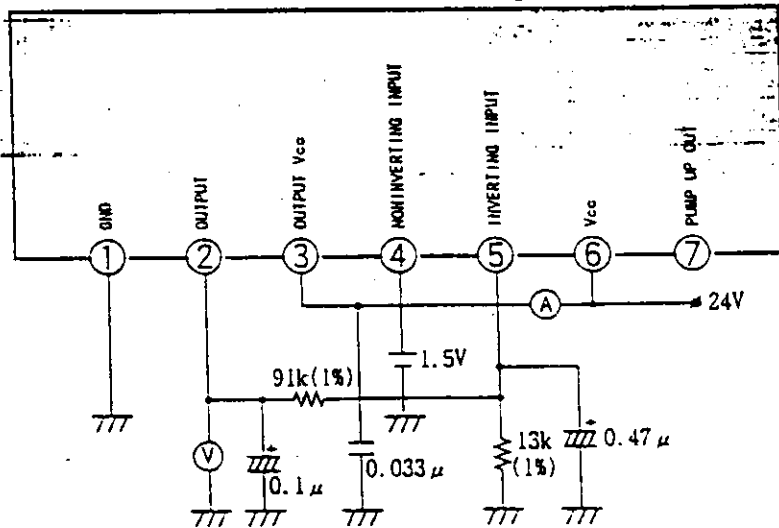 GND
OUTPUT
OUTPUT Vcc
NONINVERTING INPUT
INVERTING INPUT
Vcc
PUMP UP OUT
1
2
3
4
5
6
7
A
24V
1.5V
91k(1%)
V
0.1μ
0.033μ
13k
(1%)
0.47μ